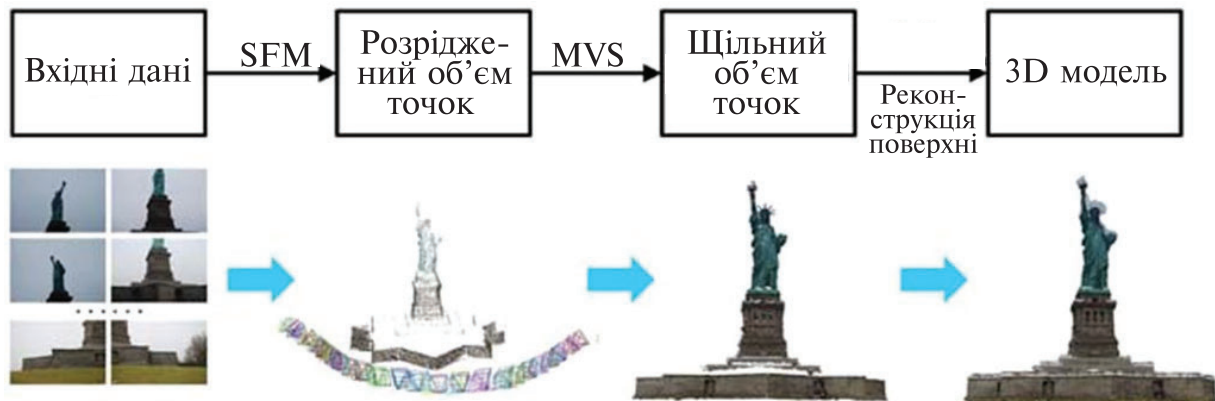 Вхідні дані
SFM
Розрідже-
ний об’єм
точок
MVS
Щільний
об’єм
точок
Рекон-
струкція
поверхні
3D модель